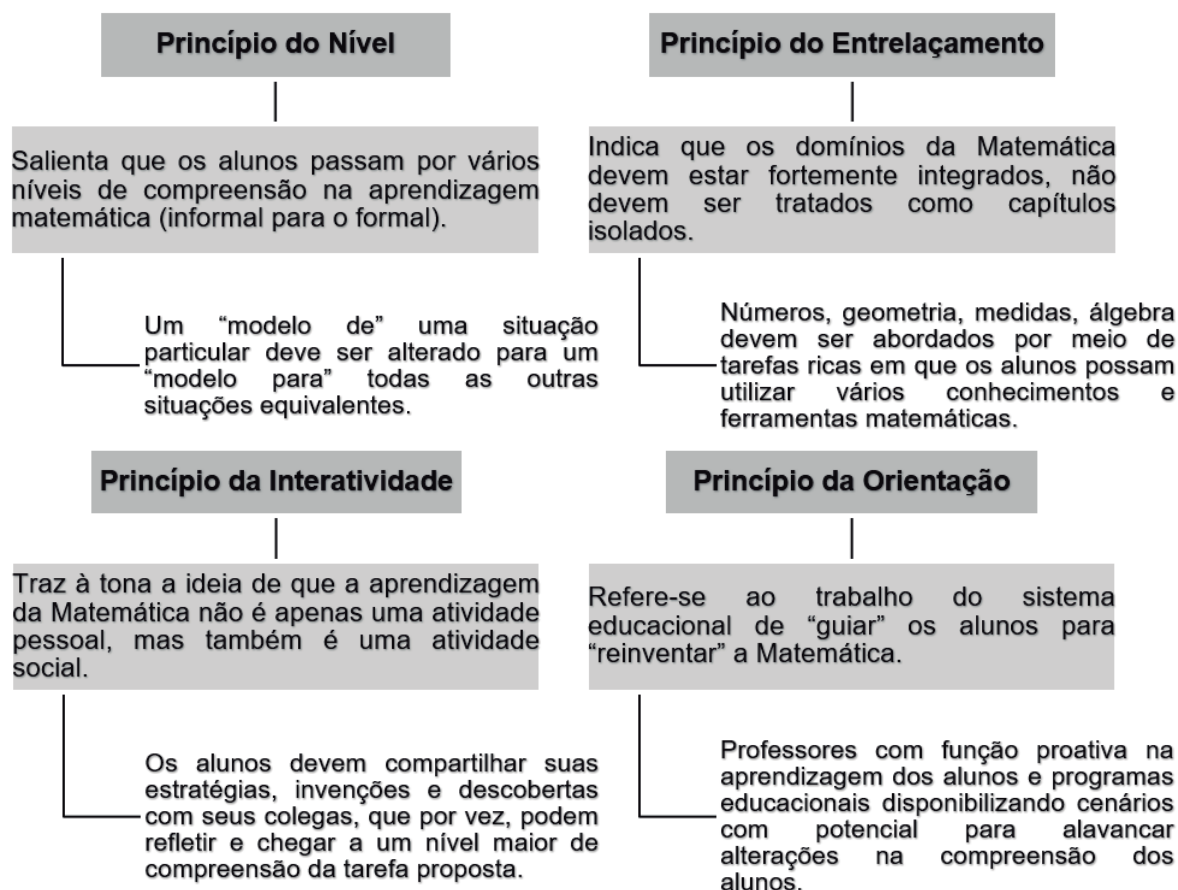 Princípio do Nível
Salienta que os alunos passam por vários
níveis de compreensão na aprendizagem
matemática (informal para o formal).
Um “modelo de” uma situação
particular deve ser alterado para um
“modelo para” todas as outras
situações equivalentes.
Princípio do Entrelaçamento
Indica que os domínios da Matemática
devem estar fortemente integrados, não
devem ser tratados como capítulos
isolados.
Números, geometria, medidas, álgebra
devem ser abordados por meio de
tarefas ricas em que os alunos possam
utilizar vários conhecimentos e
ferramentas matemáticas.
Princípio da Interatividade
Traz à tona a ideia de que a aprendizagem
da Matemática não é apenas uma atividade
pessoal, mas também é uma atividade
social.
Os alunos devem compartilhar suas
estratégias, invenções e descobertas
com seus colegas, que por vez, podem
refletir e chegar a um nível maior de
compreensão da tarefa proposta.
Princípio da Orientação
Refere-se ao trabalho do sistema
educacional de “guiar” os alunos para
“reinventar” a Matemática.
Professores com função proativa na
aprendizagem dos alunos e programas
educacionais disponibilizando cenários
com potencial para alavancar
alterações na compreensão dos
alunos.